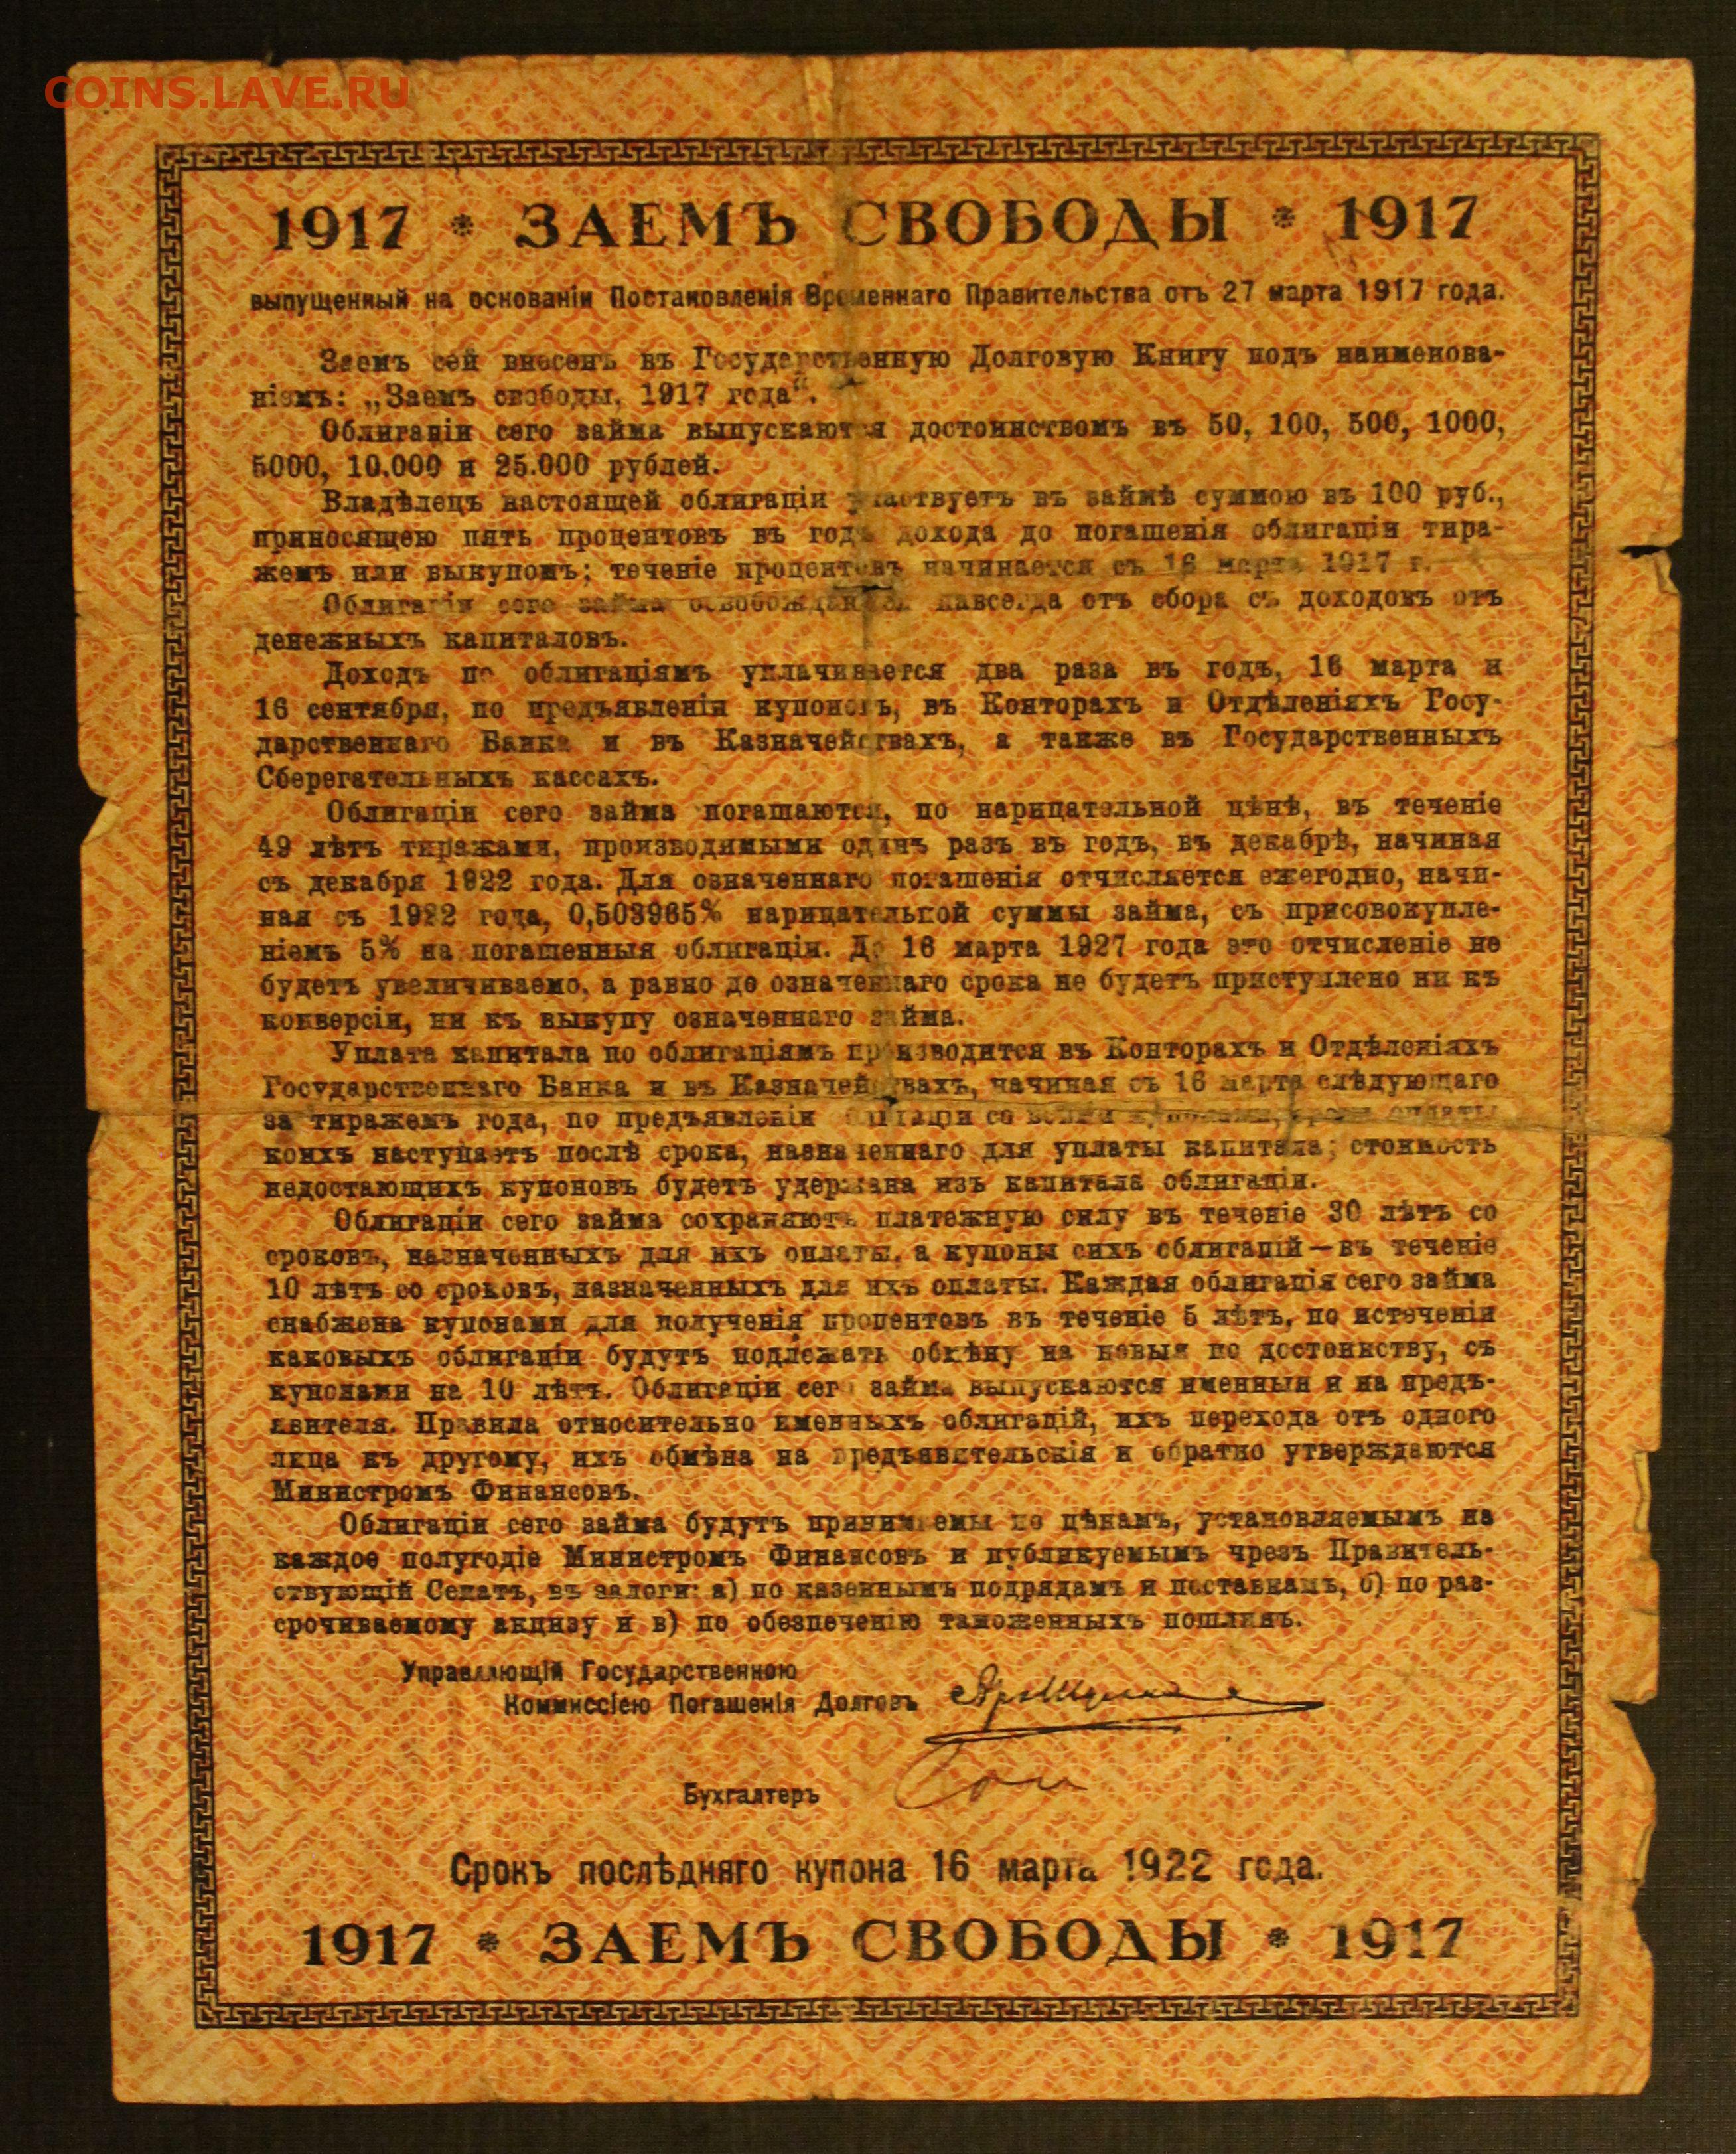 COINS.LAVE.RU
1917 * ЗАЕМЪ СВОБОДЫ * 1917
выпущенный на основаніи Постановленія Временнаго Правительства отъ 27 марта 1917 года.
Заемъ сей внесенъ въ Государственную Долговую Книгу подъ наименова-
ніемъ: „Заемъ свободы, 1917 года“.
Облигаціи сего займа выпускаются достоинствомъ въ 50, 100, 500, 1000,
5000, 10.000 и 25.000 рублей.
Владѣлецъ настоящей облигаціи участвуетъ въ займѣ суммою въ 100 руб.,
приносящею пять процентовъ въ годъ дохода до погашенія облигаціи тира-
жемъ или выкупомъ; теченіе процентовъ начинается съ 16 марта 1917 г.
Облигаціи сего займа освобождаются навсегда отъ сбора съ доходовъ отъ
денежныхъ капиталовъ.
Доходъ по облигаціямъ уплачивается два раза въ годъ, 16 марта и
16 сентября, по предъявленіи купоновъ, въ Конторахъ и Отдѣленіяхъ Госу-
дарственнаго Банка и въ Казначействахъ, а также въ Государственныхъ
Сберегательныхъ кассахъ.
Облигаціи сего займа погашаются, по нарицательной цѣнѣ, въ теченіе
49 лѣтъ тиражами, производимыми одинъ разъ въ годъ, въ декабрѣ, начиная
съ декабря 1922 года. Для означеннаго погашенія отчисляется ежегодно, начи-
ная съ 1922 года, 0,503965% нарицательной суммы займа, съ присовокупле-
ніемъ 5% на погашенныя облигаціи. До 16 марта 1927 года это отчисленіе не
будетъ увеличиваемо, а равно до означеннаго срока не будетъ приступлено ни къ
конверсіи, ни къ выкупу означеннаго займа.
Уплата капитала по облигаціямъ производится въ Конторахъ и Отдѣленіяхъ
Государственнаго Банка и въ Казначействахъ, начиная съ 16 марта слѣдующаго
за тиражемъ года, по предъявленіи облигаціи со всѣми купонами, сроки оплаты
коихъ наступаетъ послѣ срока, назначеннаго для уплаты капитала; стоимость
недостающихъ купоновъ будетъ удержана изъ капитала облигаціи.
Облигаціи сего займа сохраняютъ платежную силу въ теченіе 30 лѣтъ со
сроковъ, назначенныхъ для ихъ оплаты, а купоны сихъ облигацій—въ теченіе
10 лѣтъ со сроковъ, назначенныхъ для ихъ оплаты. Каждая облигація сего займа
снабжена купонами для полученія процентовъ въ теченіе 5 лѣтъ, по истеченіи
каковыхъ облигаціи будутъ подлежать обмѣну на новыя по достоинству, съ
купонами на 10 лѣтъ. Облигаціи сего займа выпускаются именныя и на предъ-
явителя. Правила относительно именныхъ облигацій, ихъ перехода отъ одного
лица къ другому, ихъ обмѣна на предъявительскія и обратно утверждаются
Министромъ Финансовъ.
Облигаціи сего займа будутъ принимаемы по цѣнамъ, установляемымъ на
каждое полугодіе Министромъ Финансовъ и публикуемымъ чрезъ Правитель-
ствующій Сенатъ, въ залоги: а) по казеннымъ подрядамъ и поставкамъ, б) по раз-
срочиваемому акцизу и в) по обезпеченію таможенныхъ пошлинъ.
Управляющій Государственною
Коммиссіею Погашенія Долговъ
Бухгалтеръ
Срокъ послѣдняго купона 16 марта 1922 года.
1917 * ЗАЕМЪ СВОБОДЫ * 1917